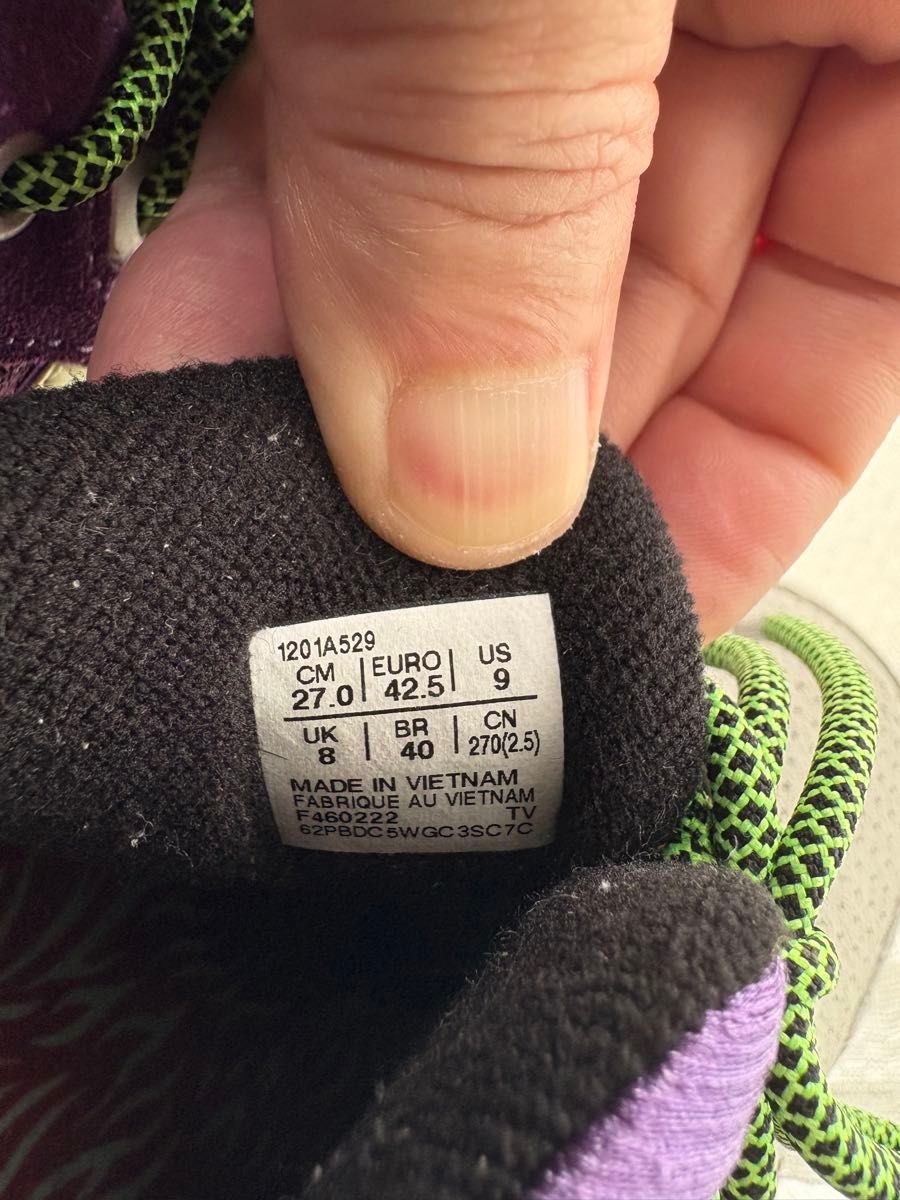 1201A529
CM | EURO | US
27.0 | 42.5 | 9
UK | BR | CN
8 | 40 | 270(2.5)
MADE IN VIETNAM
FABRIQUE AU VIETNAM
F460222 TV
62PBDC5WGC3SC7C